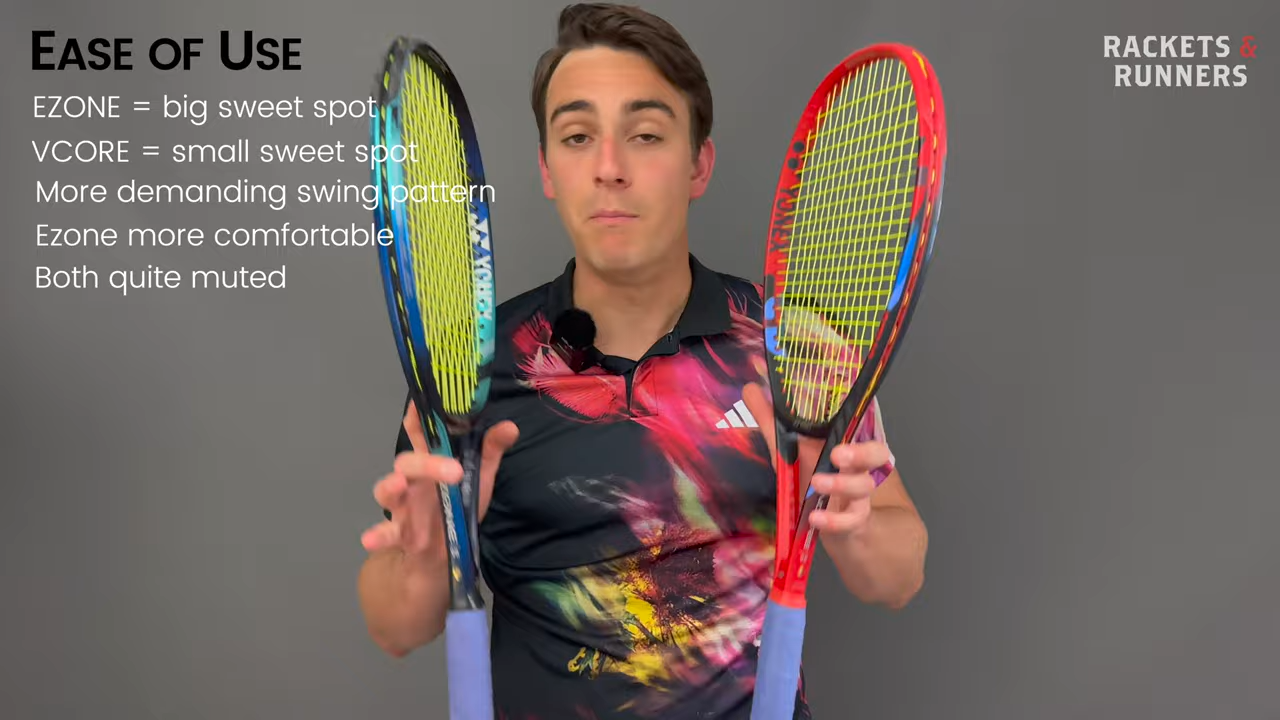 EASE OF USE
EZONE = big sweet spot
VCORE = small sweet spot
More demanding swing pattern
Ezone more comfortable
Both quite muted
RACKETS &
RUNNERS